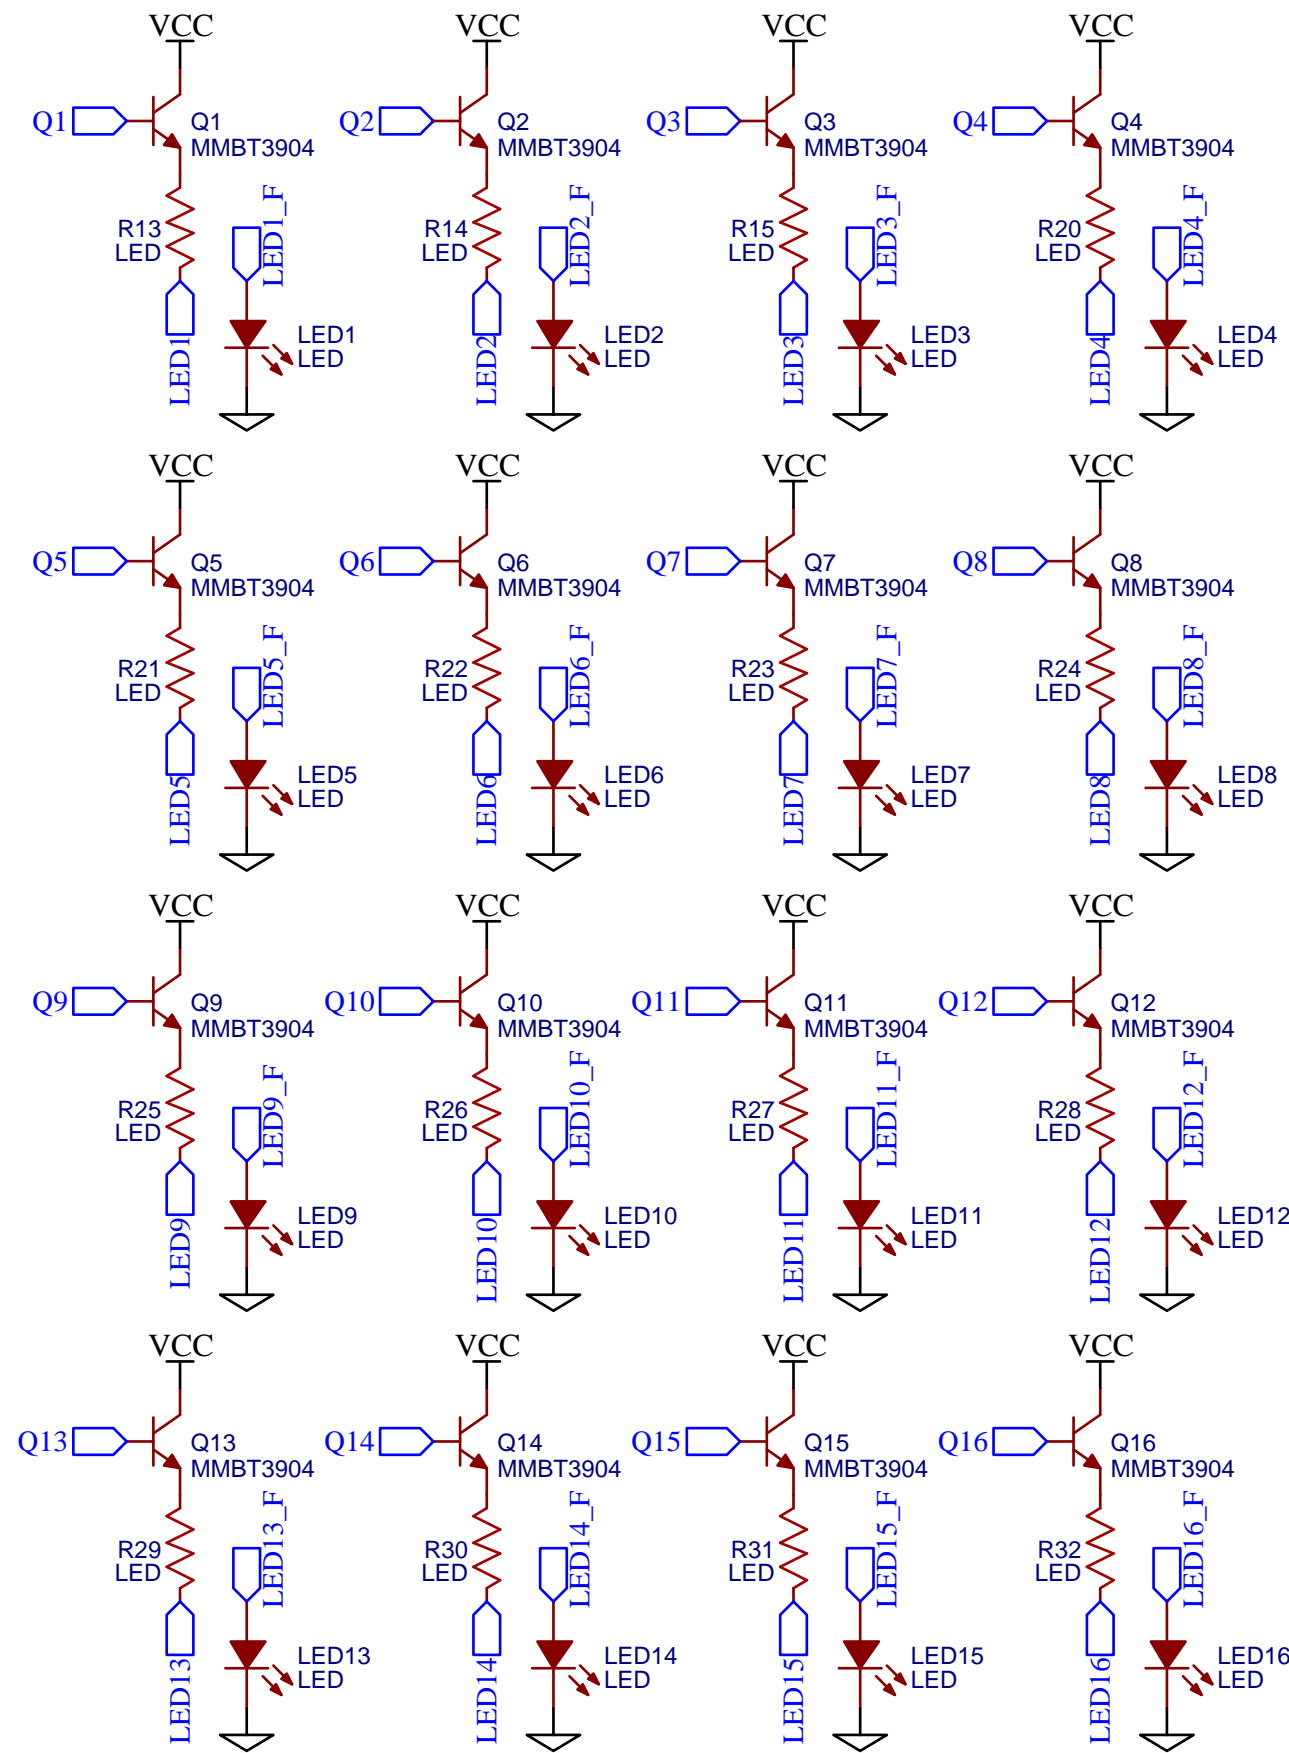 VCC VCC VCC VCC
Q1 Q1 Q2 Q2 Q3 Q3 Q4 Q4
MMBT3904 MMBT3904 MMBT3904 MMBT3904
LED1_F LED2_F LED3_F LED4_F
R13 R14 R15 R20
LED LED LED LED
LED1 LED1 LED2 LED2 LED3 LED3 LED4 LED4
LED LED LED LED
VCC VCC VCC VCC
Q5 Q5 Q6 Q6 Q7 Q7 Q8 Q8
MMBT3904 MMBT3904 MMBT3904 MMBT3904
LED5_F LED6_F LED7_F LED8_F
R21 R22 R23 R24
LED LED LED LED
LED5 LED5 LED6 LED6 LED7 LED7 LED8 LED8
LED LED LED LED
VCC VCC VCC VCC
Q9 Q9 Q10 Q10 Q11 Q11 Q12 Q12
MMBT3904 MMBT3904 MMBT3904 MMBT3904
LED9_F LED10_F LED11_F LED12_F
R25 R26 R27 R28
LED LED LED LED
LED9 LED9 LED10 LED10 LED11 LED11 LED12 LED12
LED LED LED LED
VCC VCC VCC VCC
Q13 Q13 Q14 Q14 Q15 Q15 Q16 Q16
MMBT3904 MMBT3904 MMBT3904 MMBT3904
LED13_F LED14_F LED15_F LED16_F
R29 R30 R31 R32
LED LED LED LED
LED13 LED13 LED14 LED14 LED15 LED15 LED16 LED16
LED LED LED LED